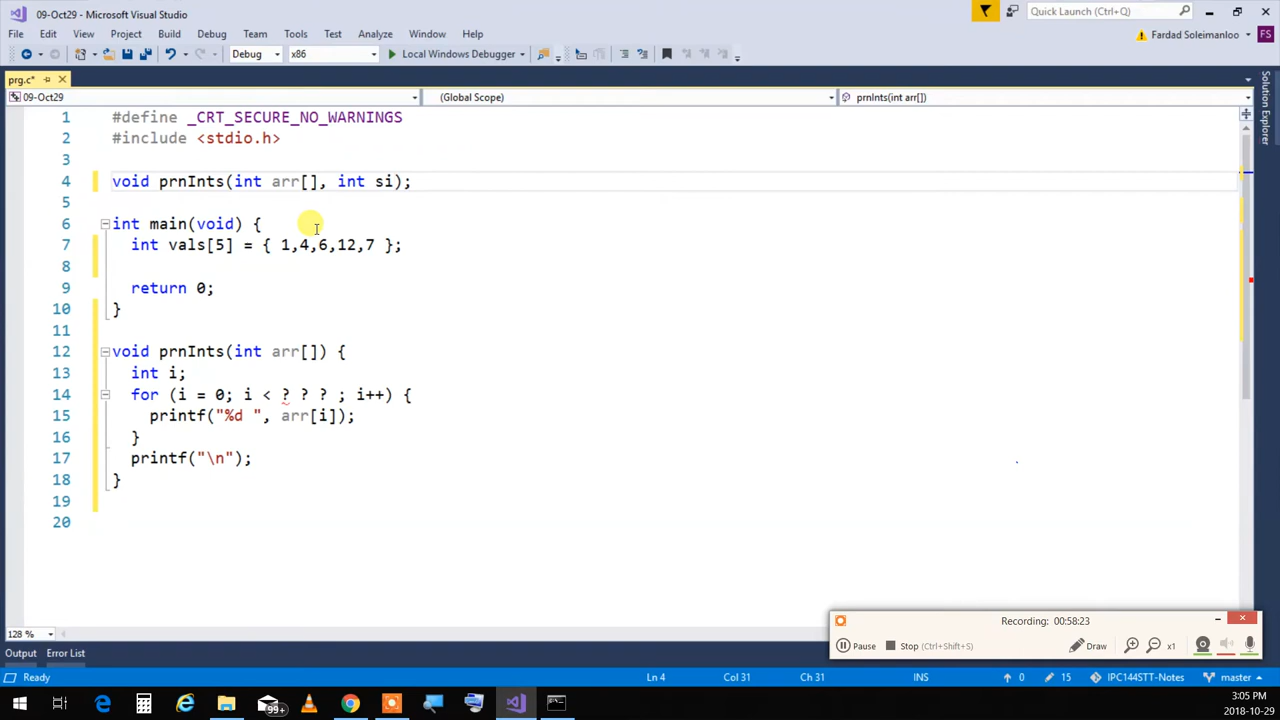 09-Oct29 - Microsoft Visual Studio
Quick Launch (Ctrl+Q)
File Edit View Project Build Debug Team Tools Test Analyze Window Help
Fardad Soleimanloo FS
Debug x86 Local Windows Debugger
prg.c*
09-Oct29 (Global Scope) prnInts(int arr[])
Solution Explorer
1 #define _CRT_SECURE_NO_WARNINGS
2 #include <stdio.h>
3
4 void prnInts(int arr[], int si);
5
6 int main(void) {
7 int vals[5] = { 1,4,6,12,7 };
8
9 return 0;
10 }
11
12 void prnInts(int arr[]) {
13 int i;
14 for (i = 0; i < ? ? ? ; i++) {
15 printf("%d ", arr[i]);
16 }
17 printf("\n");
18 }
19
20
128 %
Recording: 00:58:23
Pause Stop (Ctrl+Shift+S) Draw x1
Output Error List
Ready Ln 4 Col 31 Ch 31 INS 0 15 IPC144STT-Notes master
99+
3:05 PM
2018-10-29